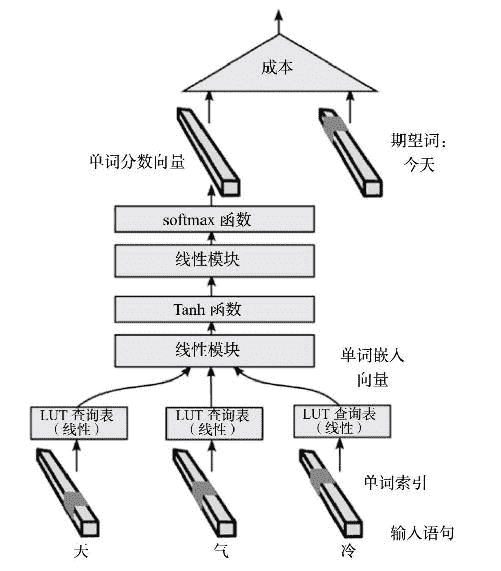 成本
单词分数向量
期望词：
今天
softmax 函数
线性模块
Tanh 函数
线性模块
单词嵌入
向量
LUT 查询表
（线性）
LUT 查询表
（线性）
LUT 查询表
（线性）
单词索引
输入语句
天
气
冷